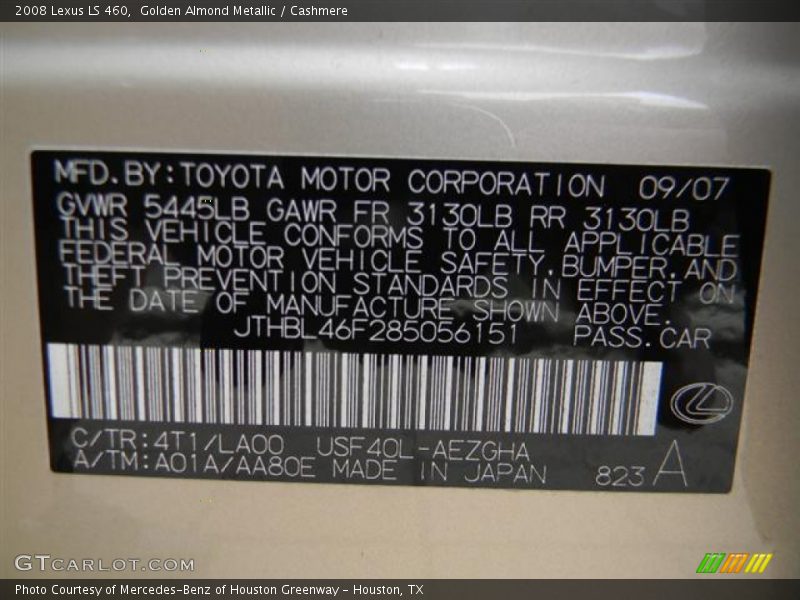 2008 Lexus LS 460,  Golden Almond Metallic / Cashmere
MFD.BY:TOYOTA MOTOR CORPORATION 09/07
GVWR 5445LB GAWR FR 3130LB RR 3130LB
THIS VEHICLE CONFORMS TO ALL APPLICABLE
FEDERAL MOTOR VEHICLE SAFETY.BUMPER.AND
THEFT PREVENTION STANDARDS IN EFFECT ON
THE DATE OF MANUFACTURE SHOWN ABOVE.
JTHBL46F285056151 PASS.CAR
C/TR:4T1/LA00 USF40L-AEZGHA
A/TM:A01A/AA80E MADE IN JAPAN 823 A
GTCARLOT.COM
Photo Courtesy of Mercedes-Benz of Houston Greenway - Houston, TX